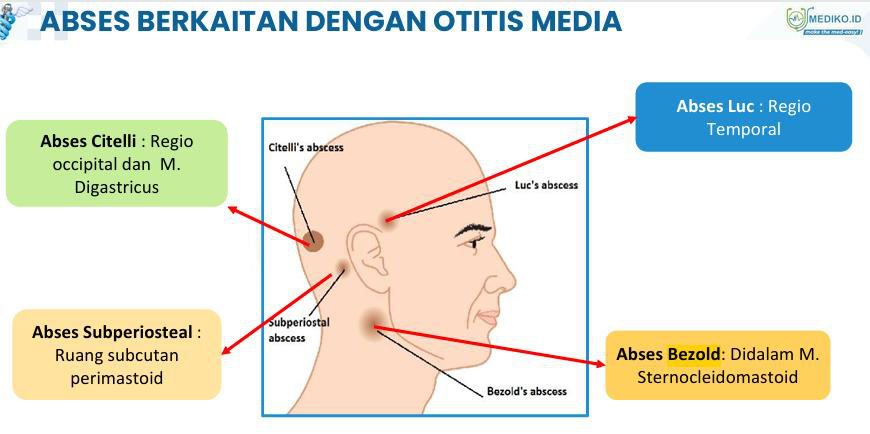 ABSES BERKAITAN DENGAN OTITIS MEDIA
MEDIKO.ID
make the med-easy!
Abses Citelli : Regio
occipital dan M.
Digastricus
Abses Luc : Regio
Temporal
Citelli's abscess
Luc's abscess
Subperiostal
abscess
Bezold's abscess
Abses Subperiosteal :
Ruang subcutan
perimastoid
Abses Bezold: Didalam M.
Sternocleidomastoid